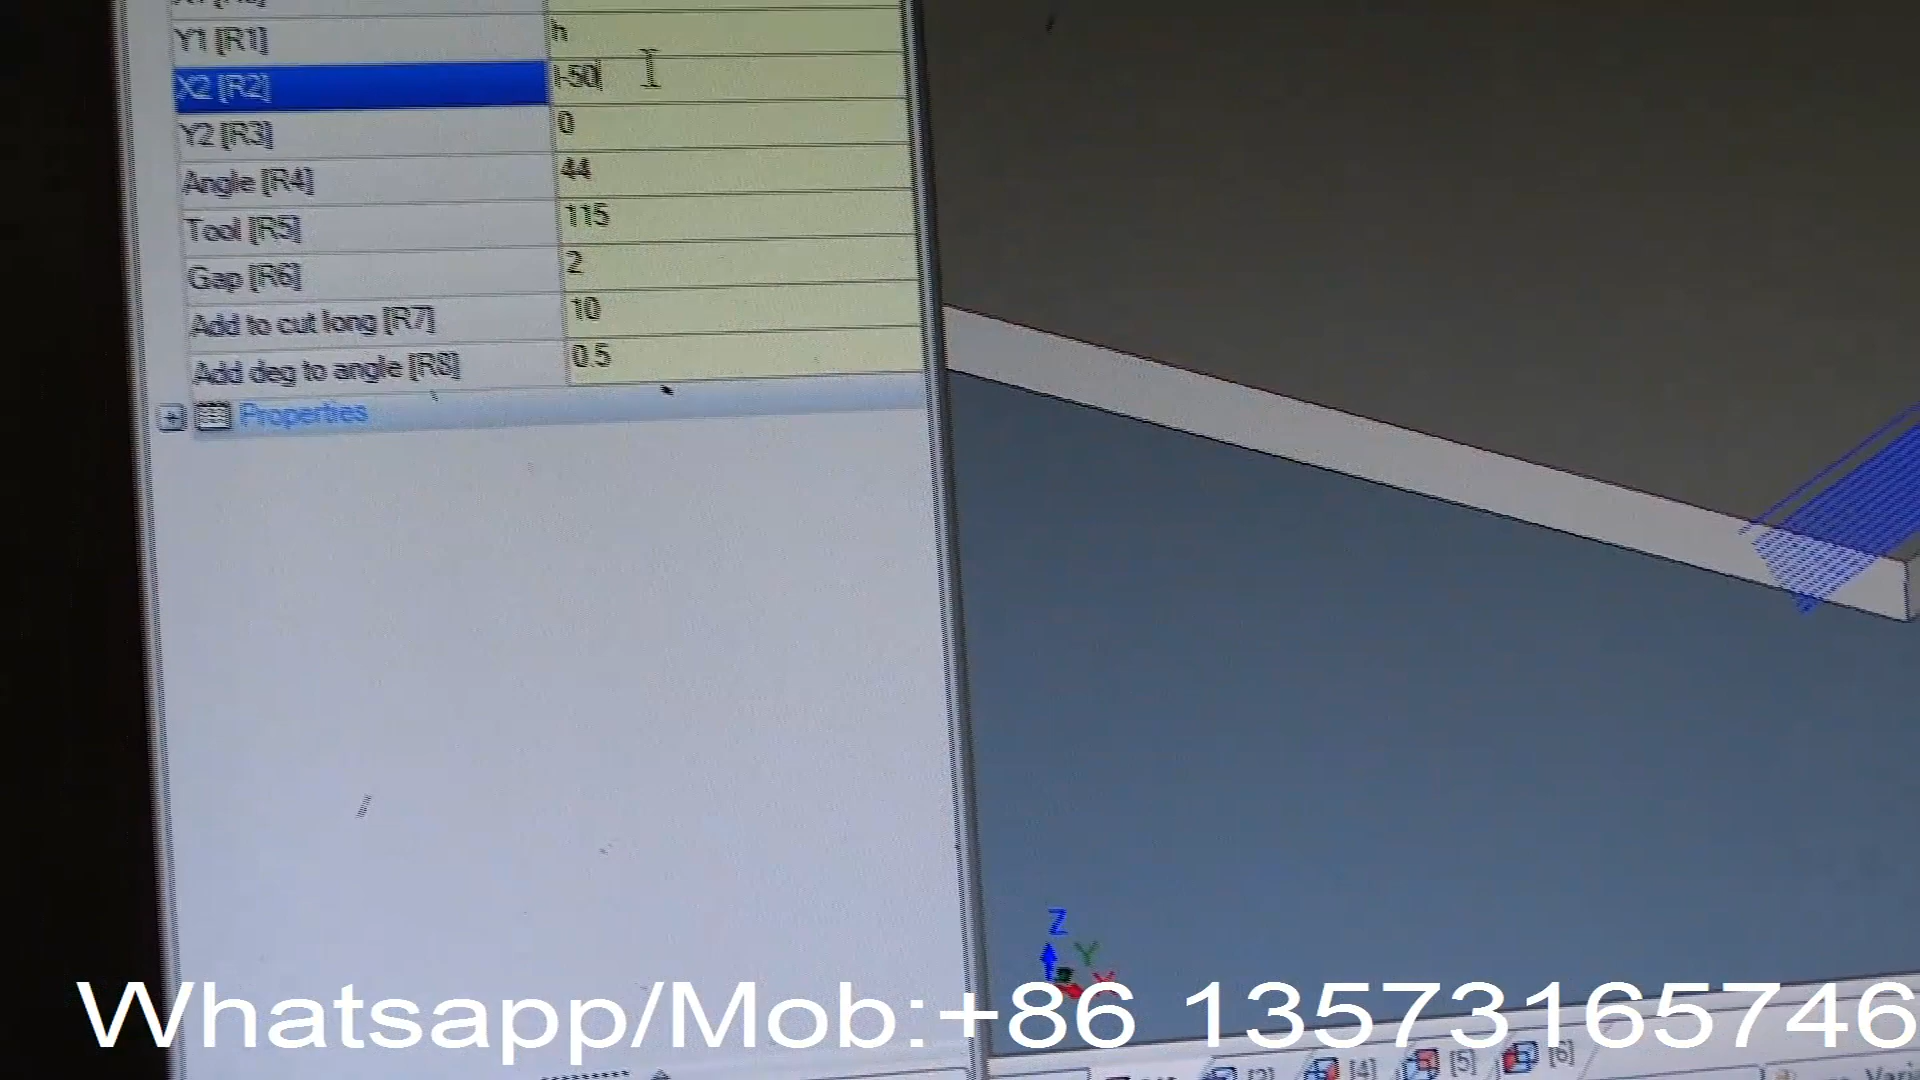 Y1 [R1] h
X2 [R2] l-50
Y2 [R3] 0
Angle [R4] 44
Tool [R5] 115
Gap [R6] 2
Add to cut long [R7] 10
Add deg to angle [R8] 0.5
Properties
Z
Y
X
Whatsapp/Mob:+86 13573165746
[4] [5] [6]